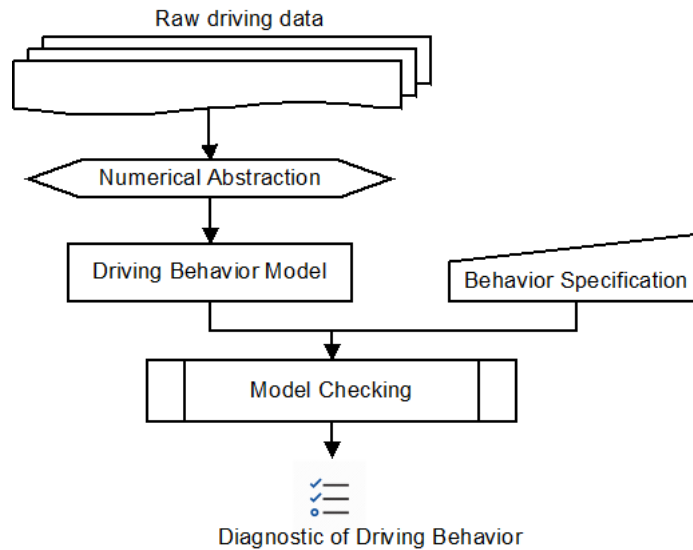 Raw driving data
Numerical Abstraction
Driving Behavior Model
Behavior Specification
Model Checking
Diagnostic of Driving Behavior